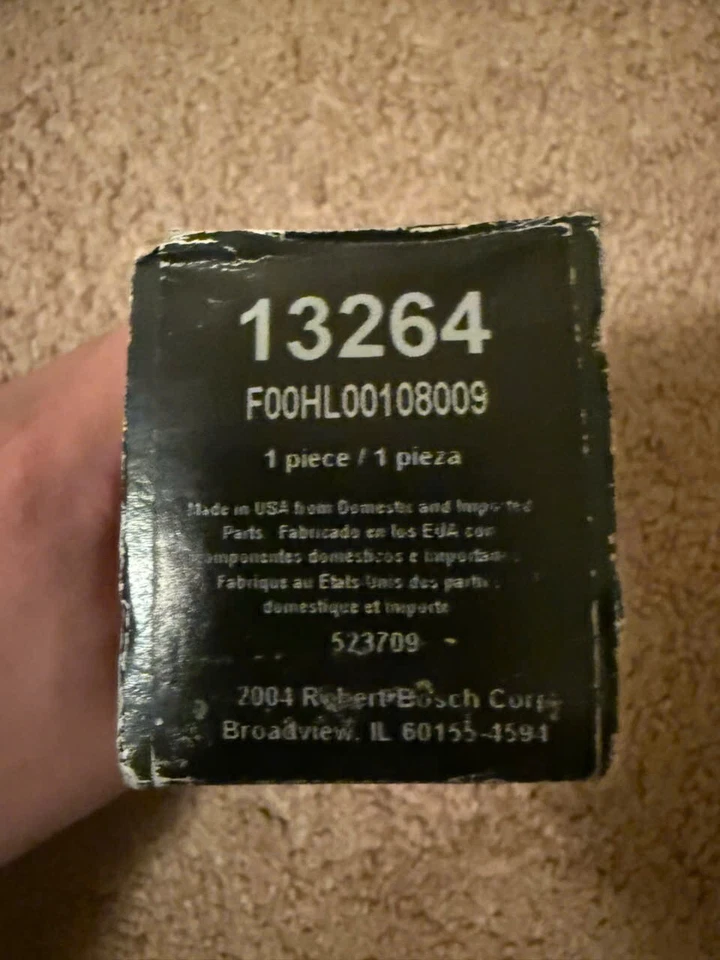 13264
F00HL00108009
1 piece / 1 pieza
Made in USA from Domestic and Imported
Parts. Fabricado en los EUA con
omponentes domesticos e
Fabrique au Etats Unis des
domestique et importe
523709
2004 Robert Bosch Corp
Broadview, IL 60155-4594